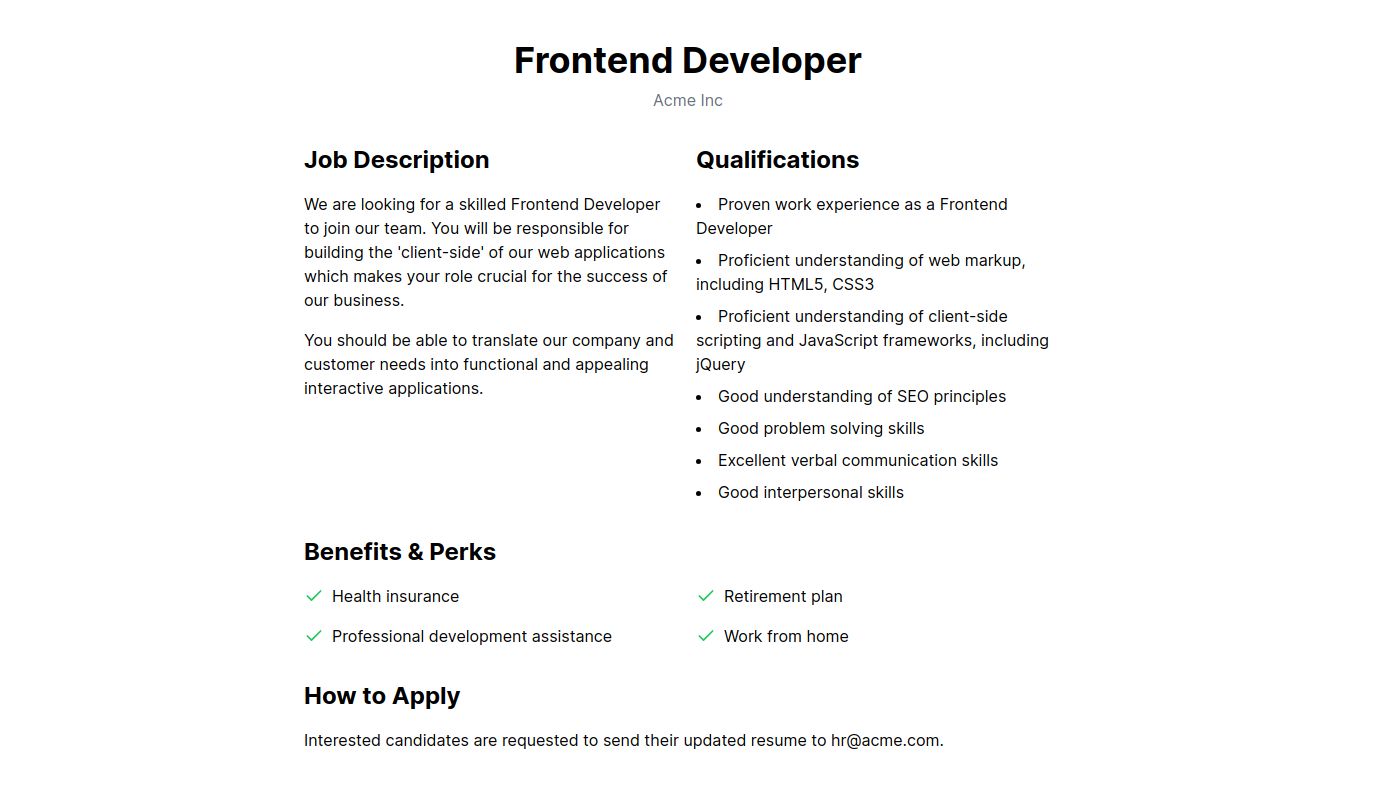 Frontend Developer
Acme Inc
Job Description
We are looking for a skilled Frontend Developer
to join our team. You will be responsible for
building the 'client-side' of our web applications
which makes your role crucial for the success of
our business.
You should be able to translate our company and
customer needs into functional and appealing
interactive applications.
Qualifications
• Proven work experience as a Frontend
Developer
• Proficient understanding of web markup,
including HTML5, CSS3
• Proficient understanding of client-side
scripting and JavaScript frameworks, including
jQuery
• Good understanding of SEO principles
• Good problem solving skills
• Excellent verbal communication skills
• Good interpersonal skills
Benefits & Perks
Health insurance
Retirement plan
Professional development assistance
Work from home
How to Apply
Interested candidates are requested to send their updated resume to hr@acme.com.